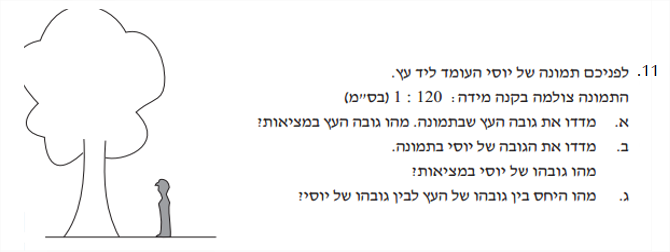 11. לפניכם תמונה של יוסי העומד ליד עץ.
התמונה צולמה בקנה מידה: 120 : 1 (בס"מ)
א. מדדו את גובה העץ שבתמונה. מהו גובה העץ במציאות?
ב. מדדו את הגובה של יוסי בתמונה.
מהו גובהו של יוסי במציאות?
ג. מהו היחס בין גובהו של העץ לבין גובהו של יוסי?